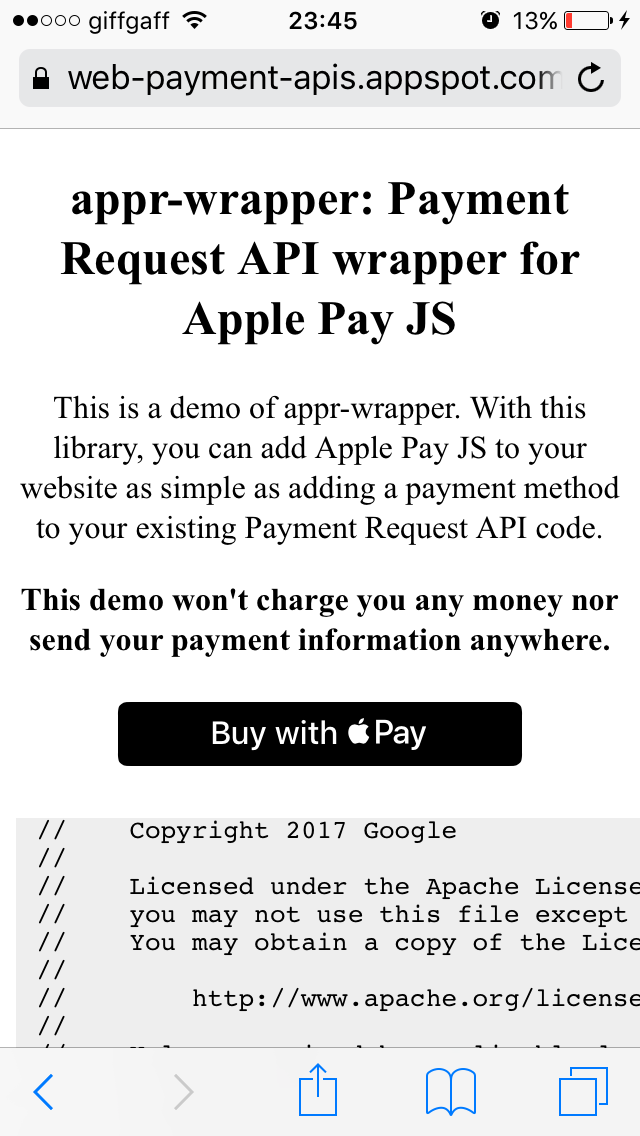 giffgaff 23:45 13%
web-payment-apis.appspot.com
appr-wrapper: Payment
Request API wrapper for
Apple Pay JS
This is a demo of appr-wrapper. With this
library, you can add Apple Pay JS to your
website as simple as adding a payment method
to your existing Payment Request API code.
This demo won't charge you any money nor
send your payment information anywhere.
Buy with Pay
// Copyright 2017 Google
//
// Licensed under the Apache License
// you may not use this file except
// You may obtain a copy of the Lice
//
// http://www.apache.org/license
//